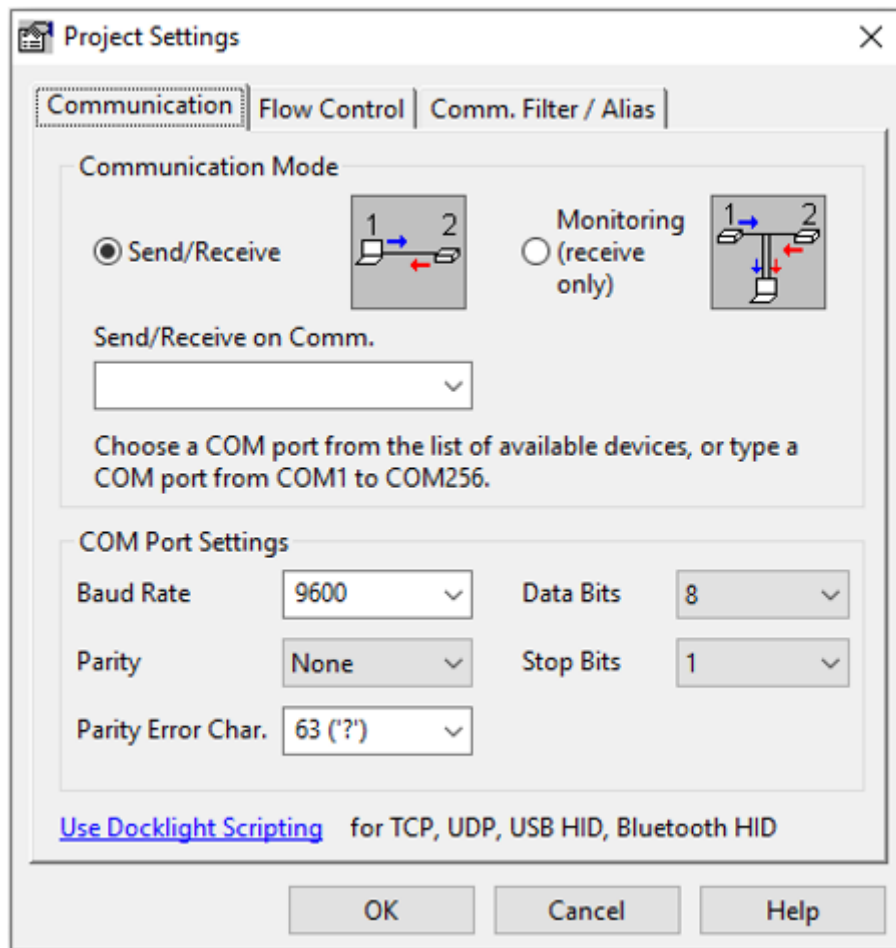 Project Settings
Communication
Flow Control
Comm. Filter / Alias
Communication Mode
1 2
Send/Receive
Monitoring
(receive
only)
1 2
Send/Receive on Comm.
Choose a COM port from the list of available devices, or type a
COM port from COM1 to COM256.
COM Port Settings
Baud Rate 9600 Data Bits 8
Parity None Stop Bits 1
Parity Error Char. 63 ('?')
Use Docklight Scripting for TCP, UDP, USB HID, Bluetooth HID
OK Cancel Help